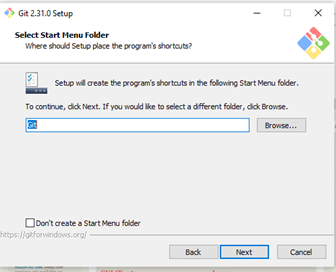 Git 2.31.0 Setup
Select Start Menu Folder
Where should Setup place the program's shortcuts?
Setup will create the program's shortcuts in the following Start Menu folder.
To continue, click Next. If you would like to select a different folder, click Browse.
Git
Browse...
Don't create a Start Menu folder
https://gitforwindows.org/
Back
Next
Cancel